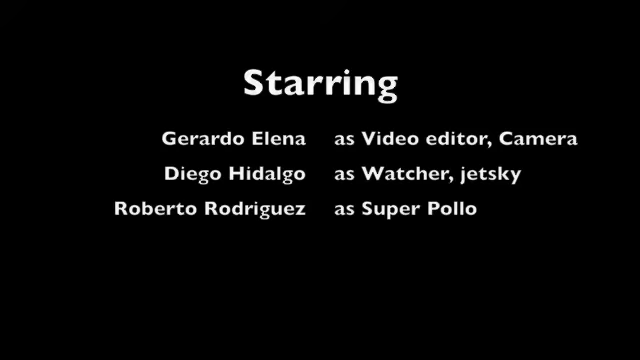 Starring
Gerardo Elena as Video editor, Camera
Diego Hidalgo as Watcher, jetsky
Roberto Rodriguez as Super Pollo